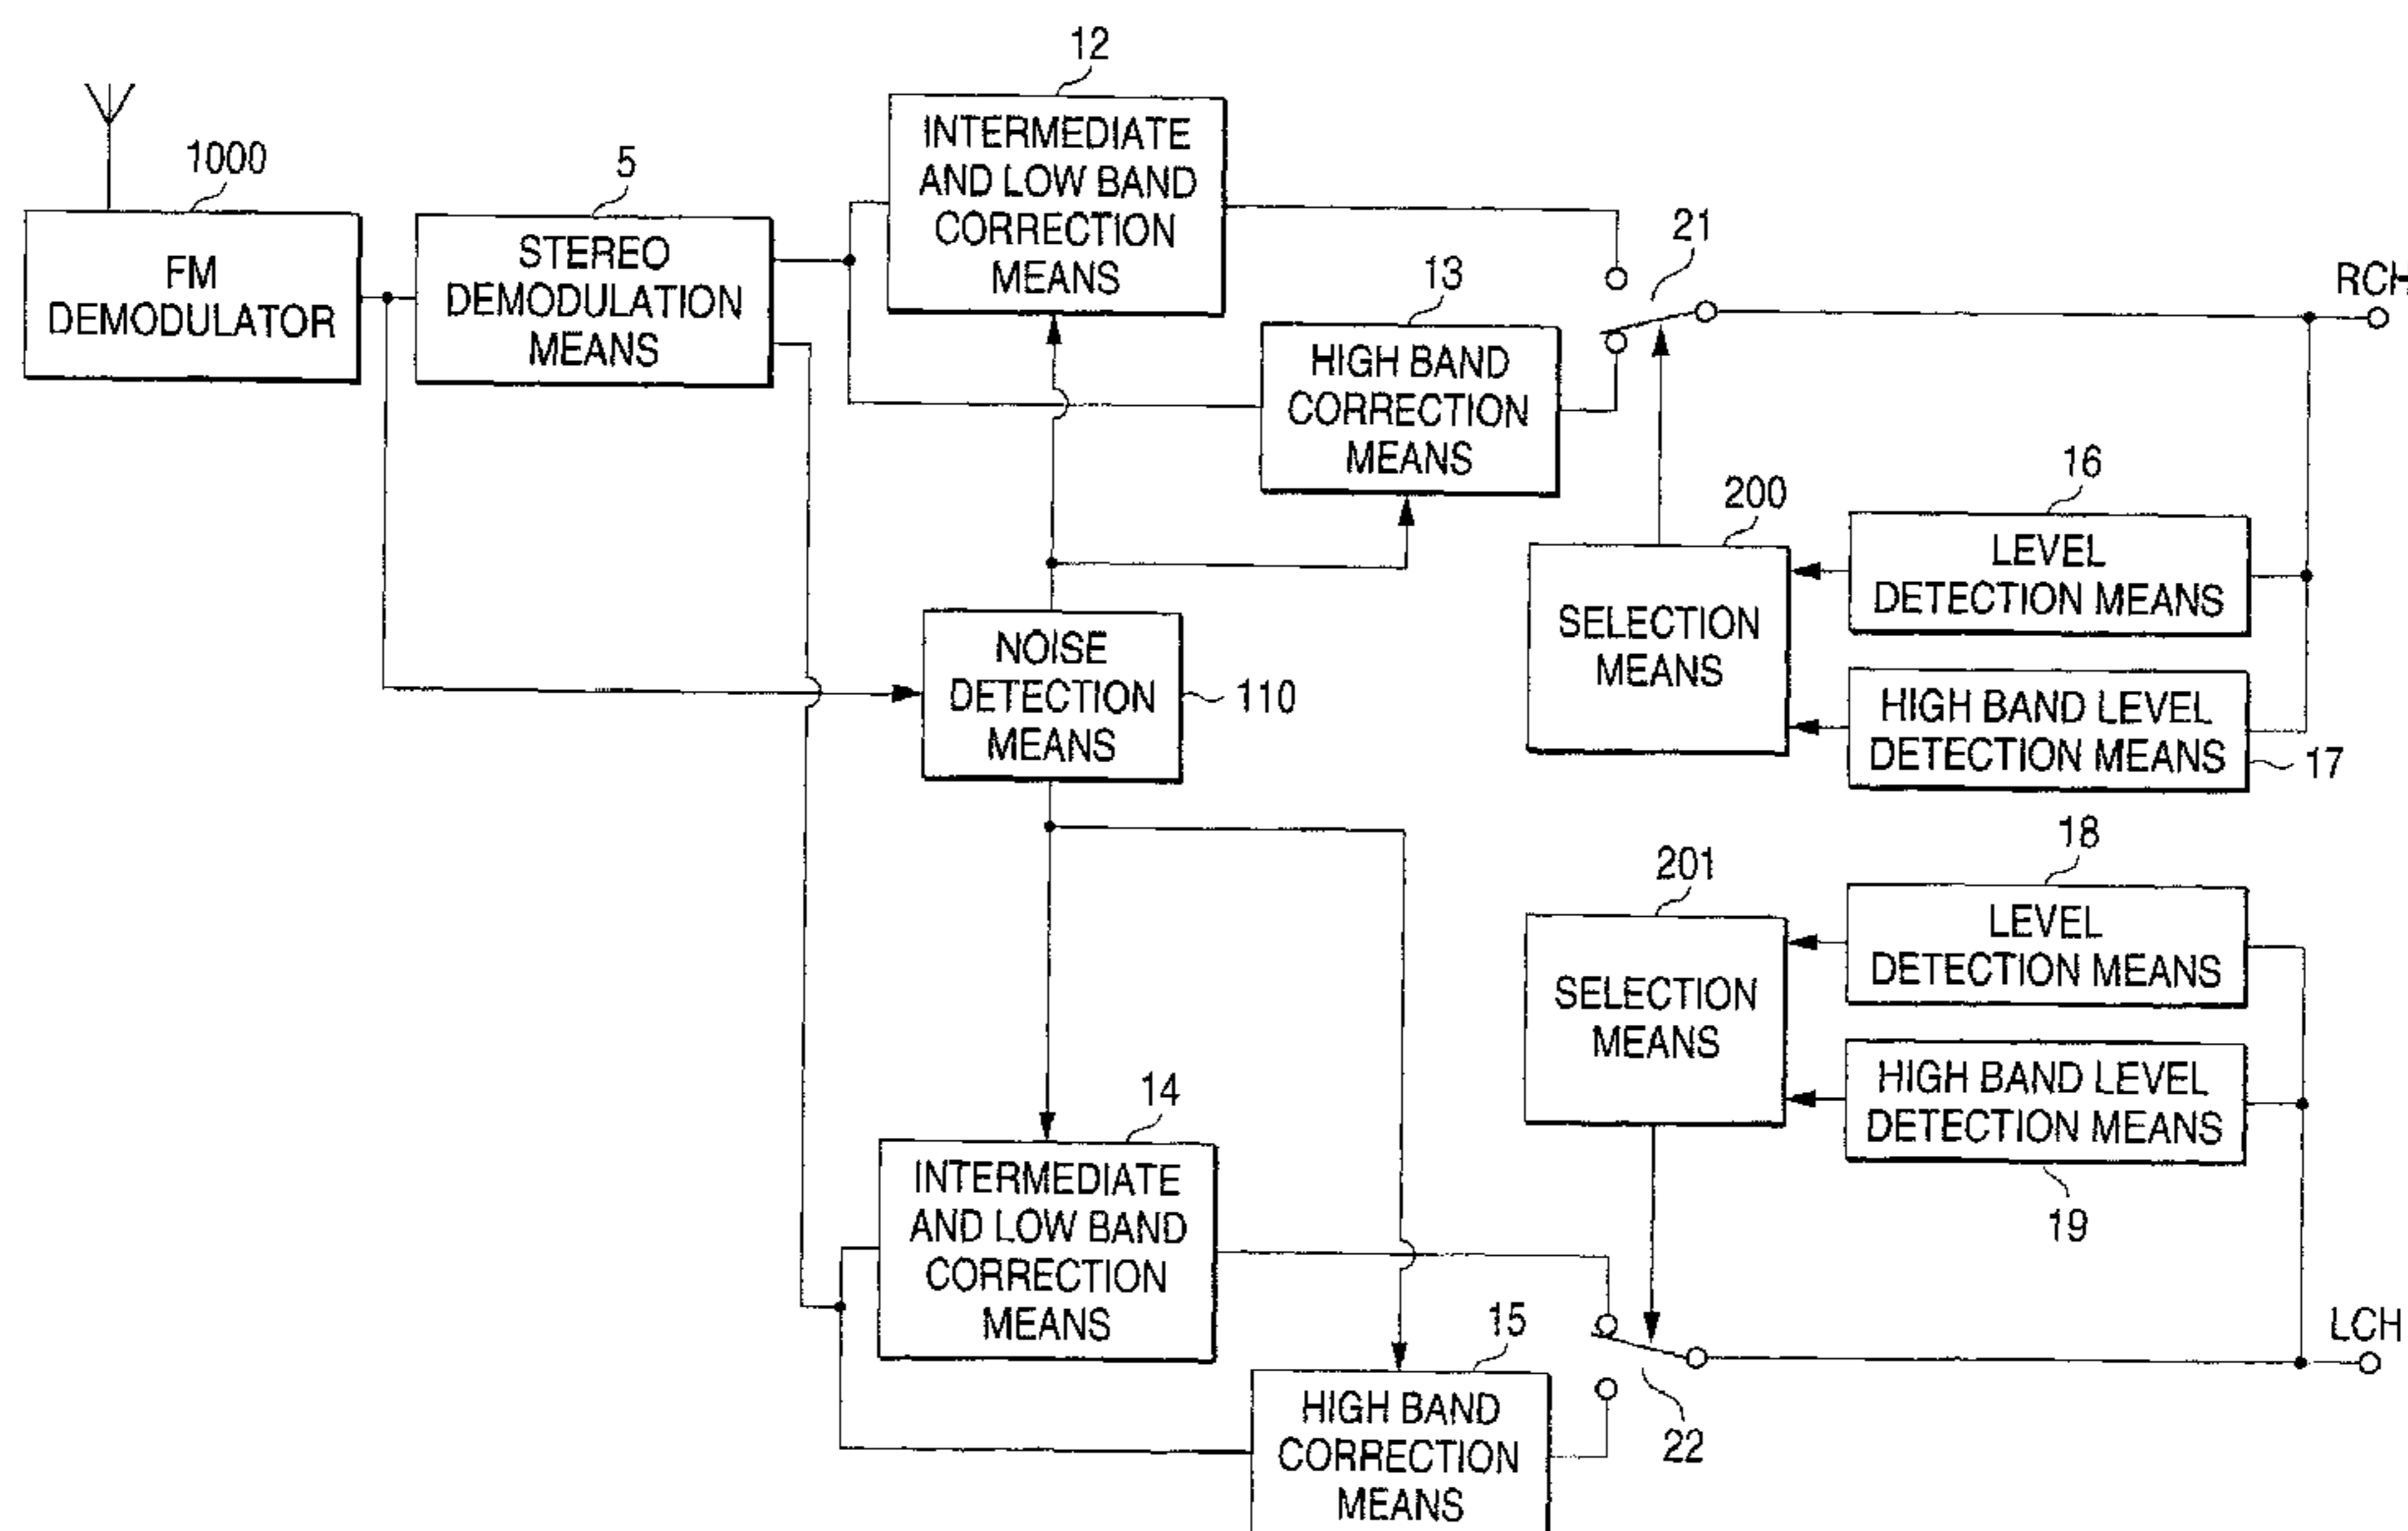 12
1000
5
INTERMEDIATE
AND LOW BAND
CORRECTION
MEANS
FM
DEMODULATOR
STEREO
DEMODULATION
MEANS
21
13
HIGH BAND
CORRECTION
MEANS
RCH
200
16
SELECTION
MEANS
LEVEL
DETECTION MEANS
NOISE
DETECTION
MEANS
110
HIGH BAND LEVEL
DETECTION MEANS
17
18
201
LEVEL
DETECTION MEANS
SELECTION
MEANS
HIGH BAND LEVEL
DETECTION MEANS
19
14
INTERMEDIATE
AND LOW BAND
CORRECTION
MEANS
15
LCH
HIGH BAND
CORRECTION
MEANS
22